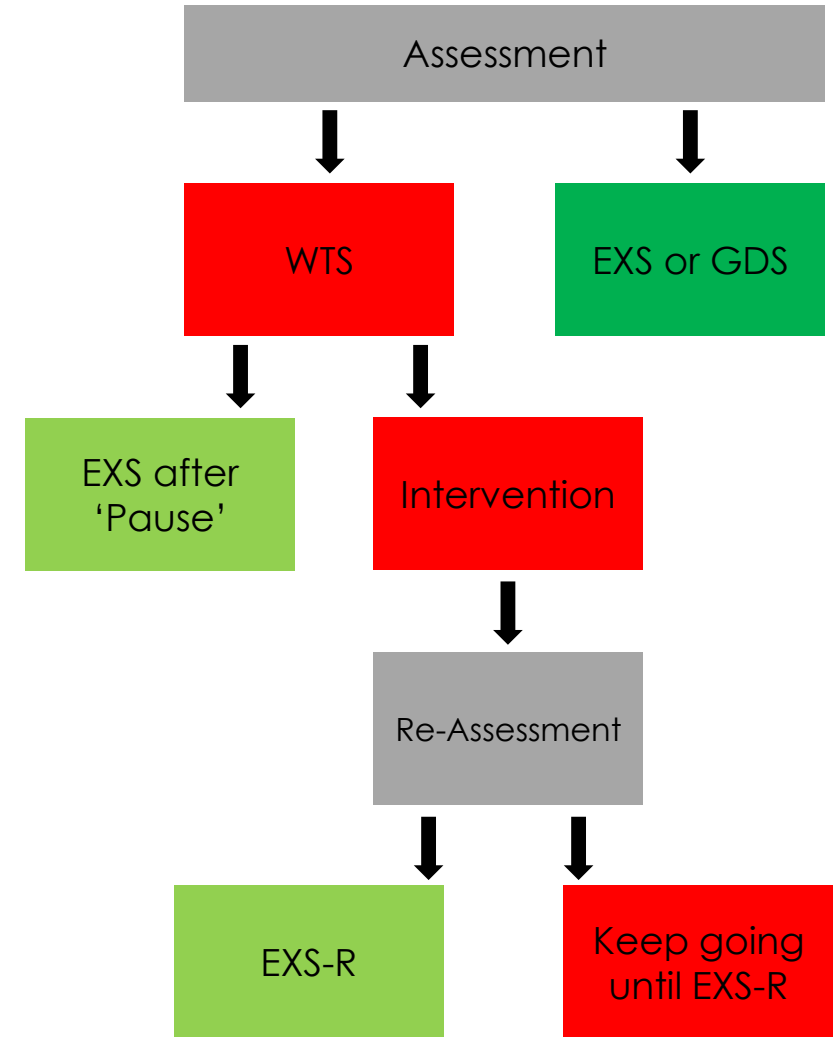 Assessment
WTS
EXS or GDS
EXS after
‘Pause’
Intervention
Re-Assessment
EXS-R
Keep going
until EXS-R